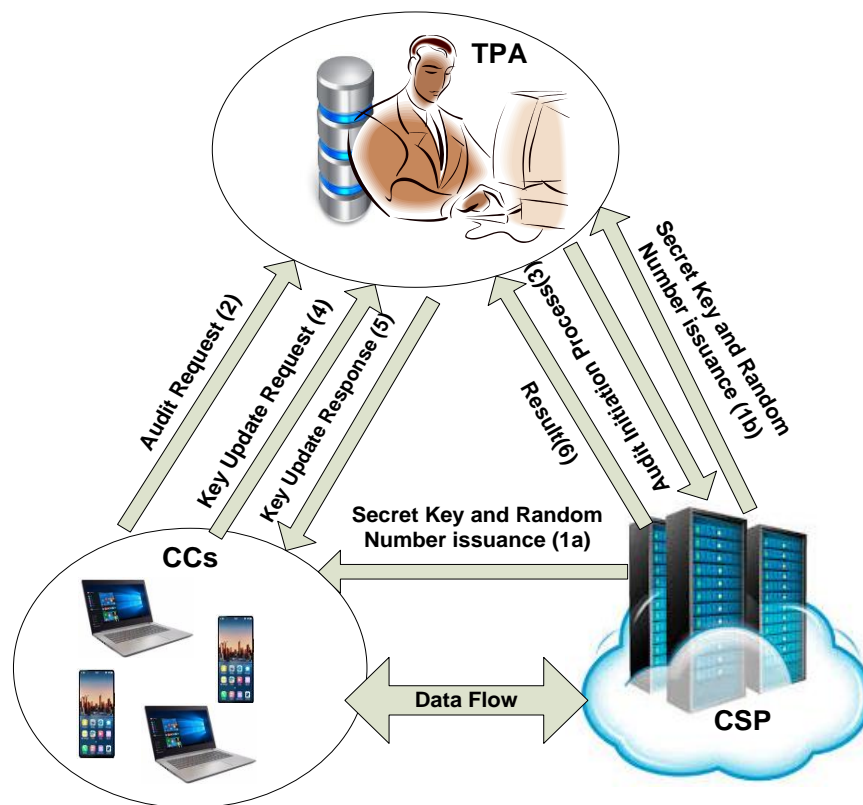 TPA
Audit Request (2)
Key Update Request (4)
Key Update Response (5)
Result(6)
Audit Initiation Process(3)
Secret Key and Random
Number issuance (1b)
Secret Key and Random
Number issuance (1a)
CCs
Data Flow
CSP